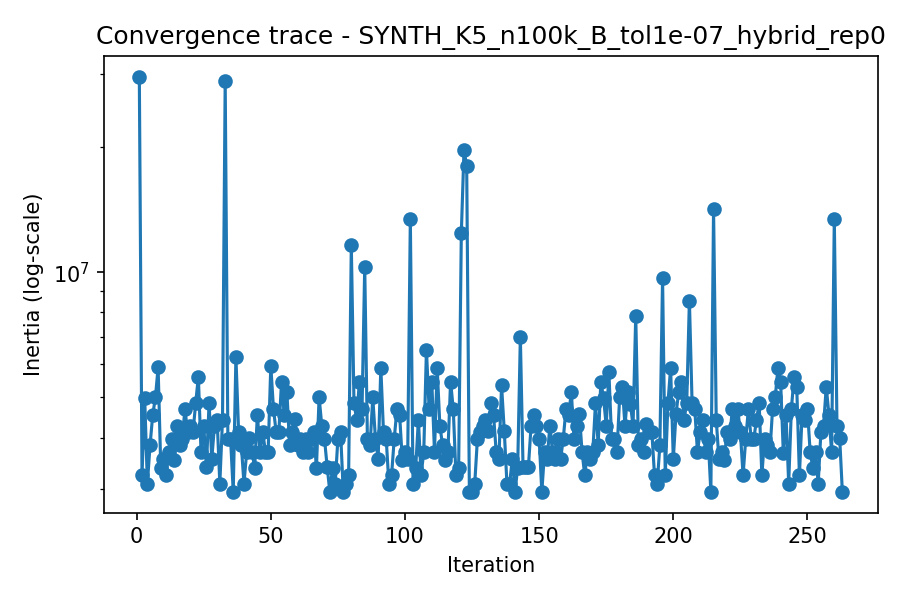 Convergence trace - SYNTH_K5_n100k_B_tol1e-07_hybrid_rep0
Inertia (log-scale)
10^7
0 50 100 150 200 250
Iteration